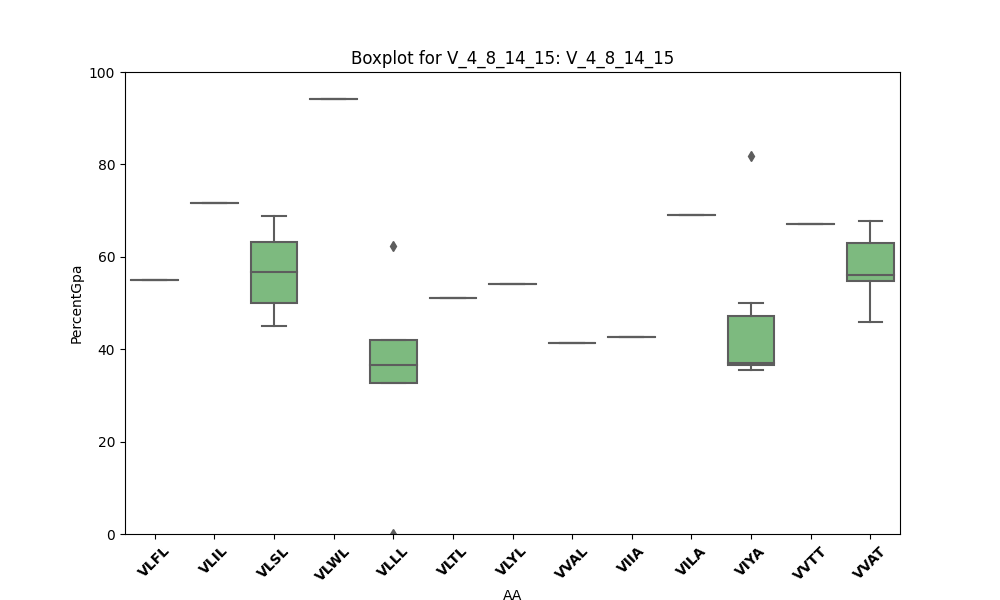 Boxplot for V_4_8_14_15: V_4_8_14_15
100
80
60
40
20
0
PercentGpa
VLFL VLIL VLSL VLWL VLLL VLTL VLYL VVAL VIIA VILA VIYA VVTT VVAT
AA